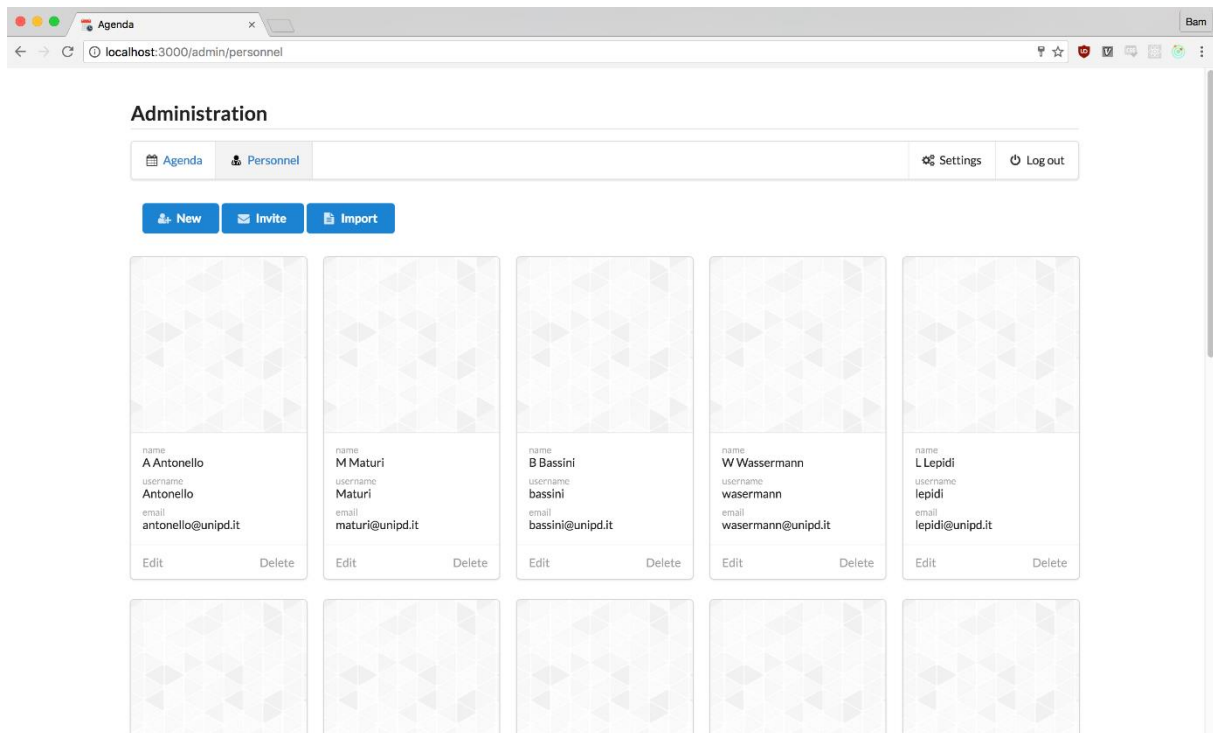 Agenda
Bam
localhost:3000/admin/personnel
Administration
Agenda Personnel Settings Log out
New Invite Import
name name name name name
A Antonello M Maturi B Bassini W Wassermann L Lepidi
username username username username username
Antonello Maturi bassini wasermann lepidi
email email email email email
antonello@unipd.it maturi@unipd.it bassini@unipd.it wasermann@unipd.it lepidi@unipd.it
Edit Delete Edit Delete Edit Delete Edit Delete Edit Delete